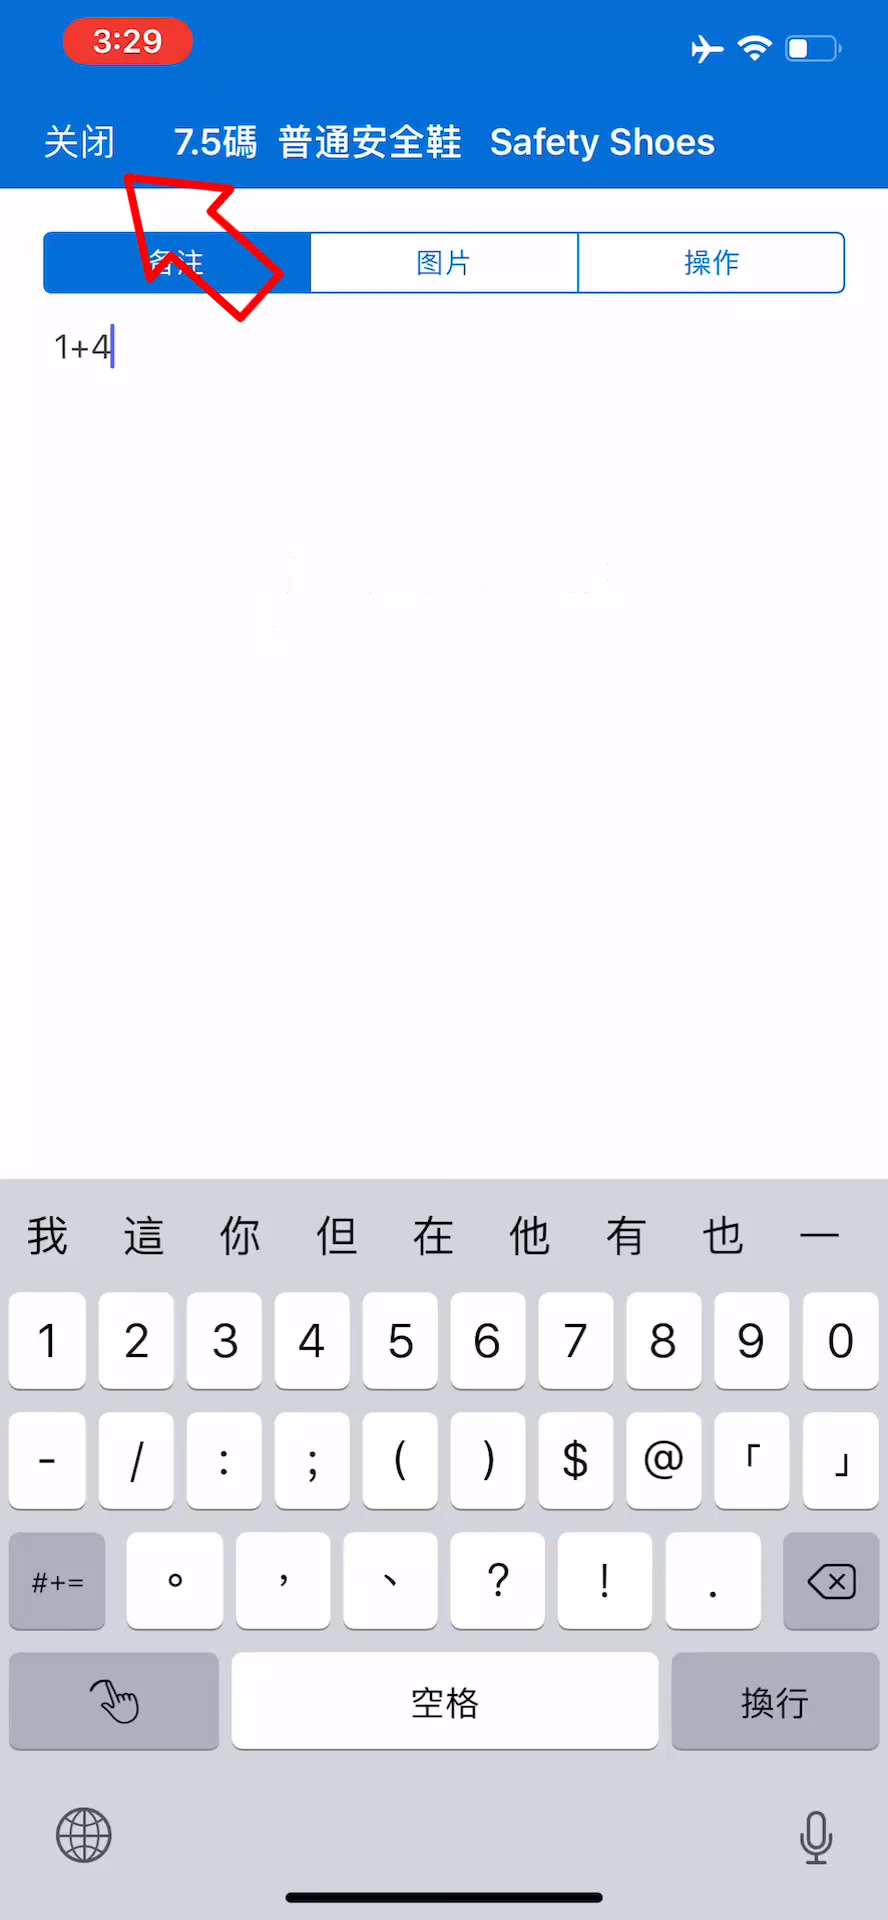 3:29
关闭 7.5碼 普通安全鞋 Safety Shoes
备注 图片 操作
1+4
我 這 你 但 在 他 有 也 一
1 2 3 4 5 6 7 8 9 0
- / : ; ( ) $ @ 「 」
#+= 。 ， 、 ? ! .
空格 換行